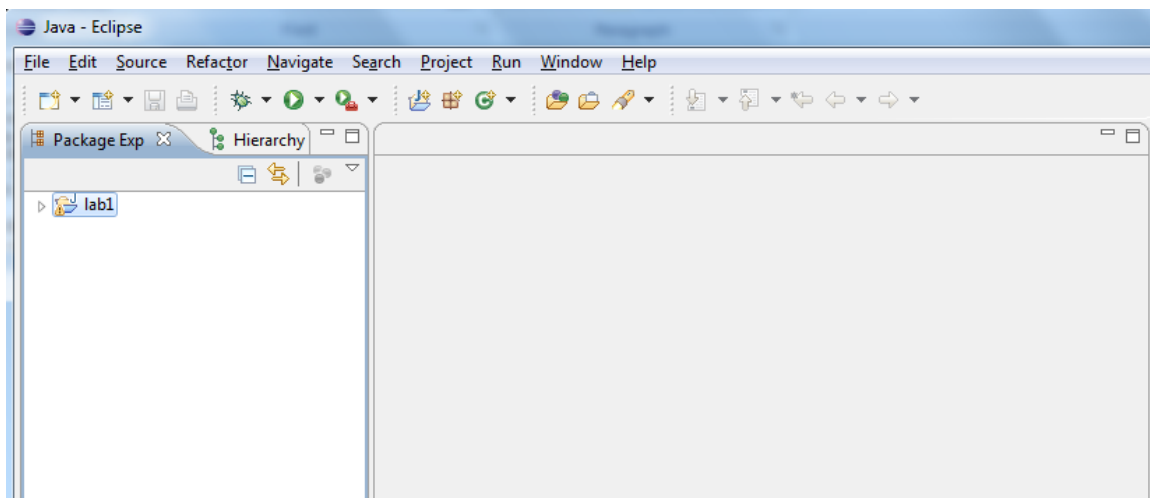 Java - Eclipse
File Edit Source Refactor Navigate Search Project Run Window Help
Package Exp Hierarchy
lab1